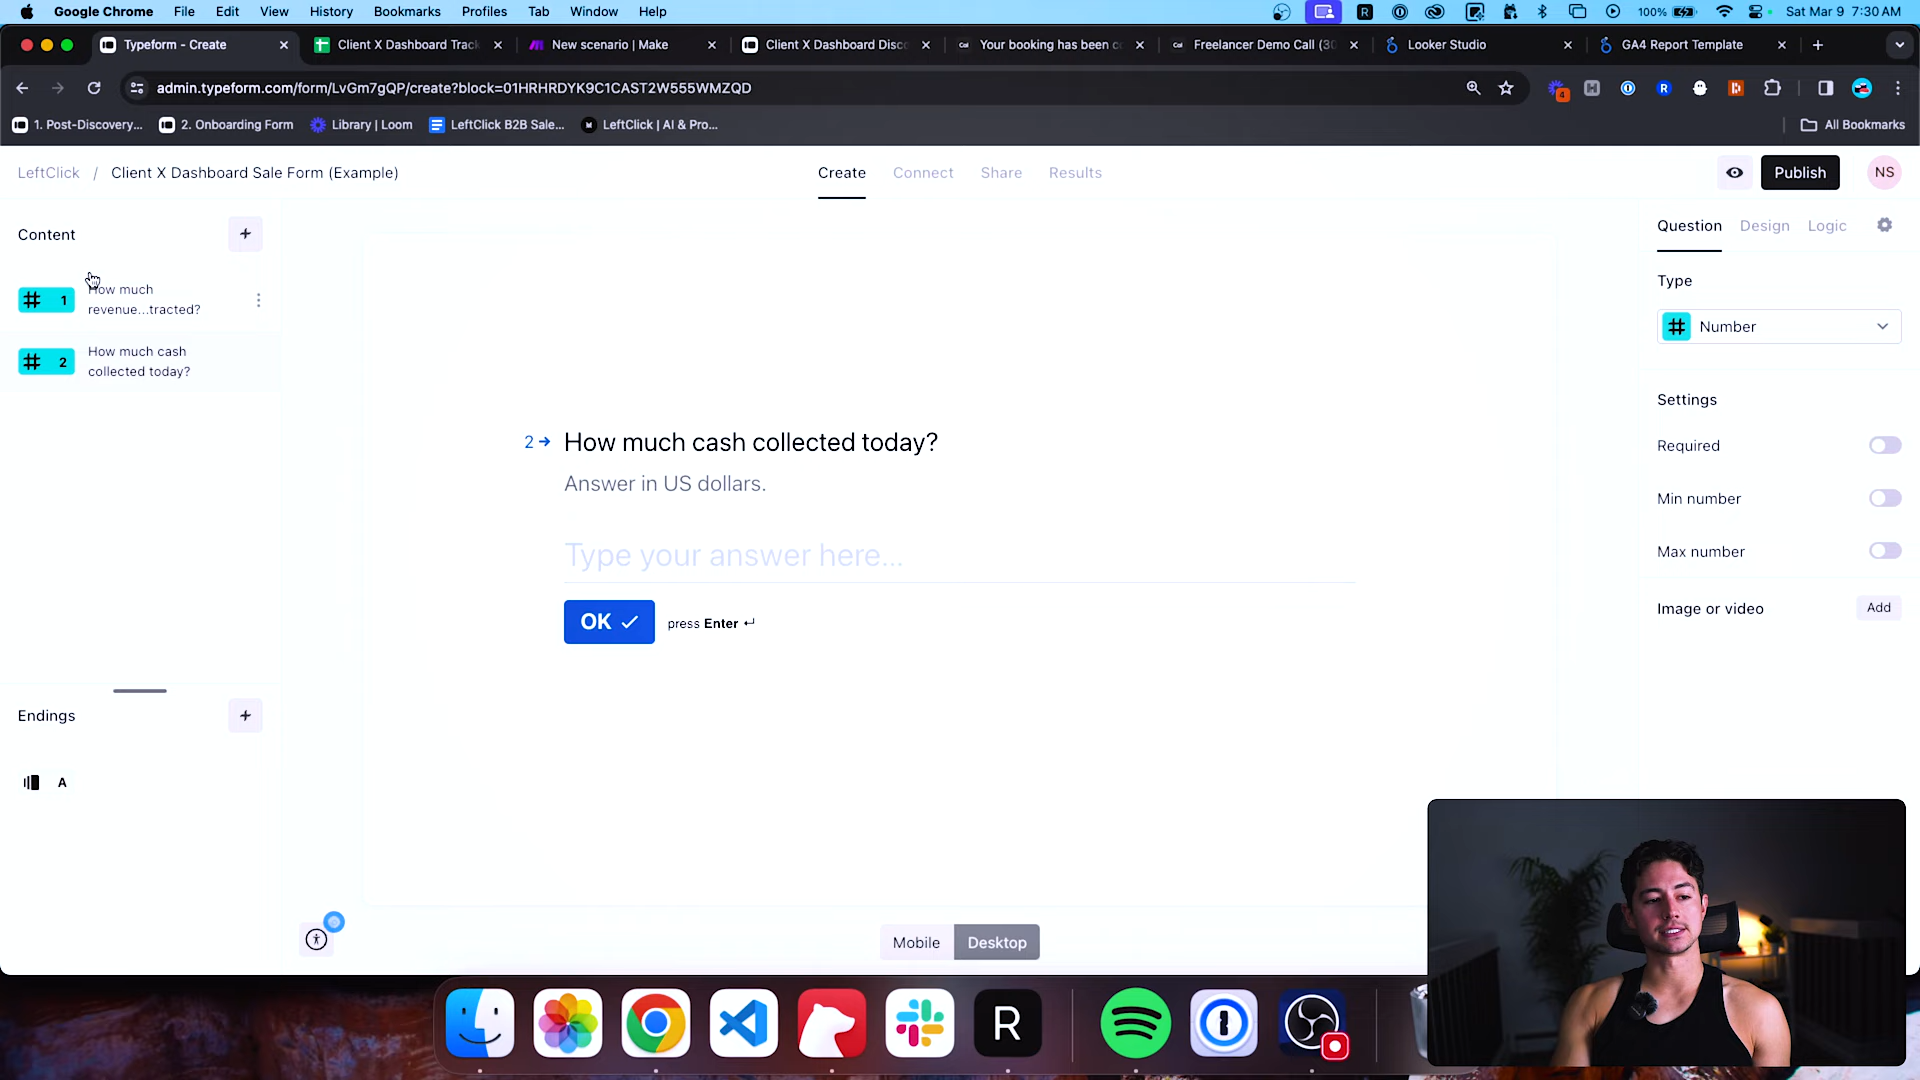 Google Chrome File Edit View History Bookmarks Profiles Tab Window Help
100% Sat Mar 9 7:30 AM
Typeform - Create
Client X Dashboard Track
New scenario | Make
Client X Dashboard Disc
Your booking has been c
Freelancer Demo Call (30
Looker Studio
GA4 Report Template
admin.typeform.com/form/LvGm7gQP/create?block=01HRHRDYK9C1CAST2W555WMZQD
4
1. Post-Discovery...
2. Onboarding Form
Library | Loom
LeftClick B2B Sale...
LeftClick | AI & Pro...
All Bookmarks
LeftClick / Client X Dashboard Sale Form (Example)
Create Connect Share Results
Publish
NS
Content
1 How much
revenue...tracted?
2 How much cash
collected today?
Endings
A
2 How much cash collected today?
Answer in US dollars.
Type your answer here...
OK press Enter ↵
Mobile Desktop
Question Design Logic
Type
Number
Settings
Required
Min number
Max number
Image or video Add
R